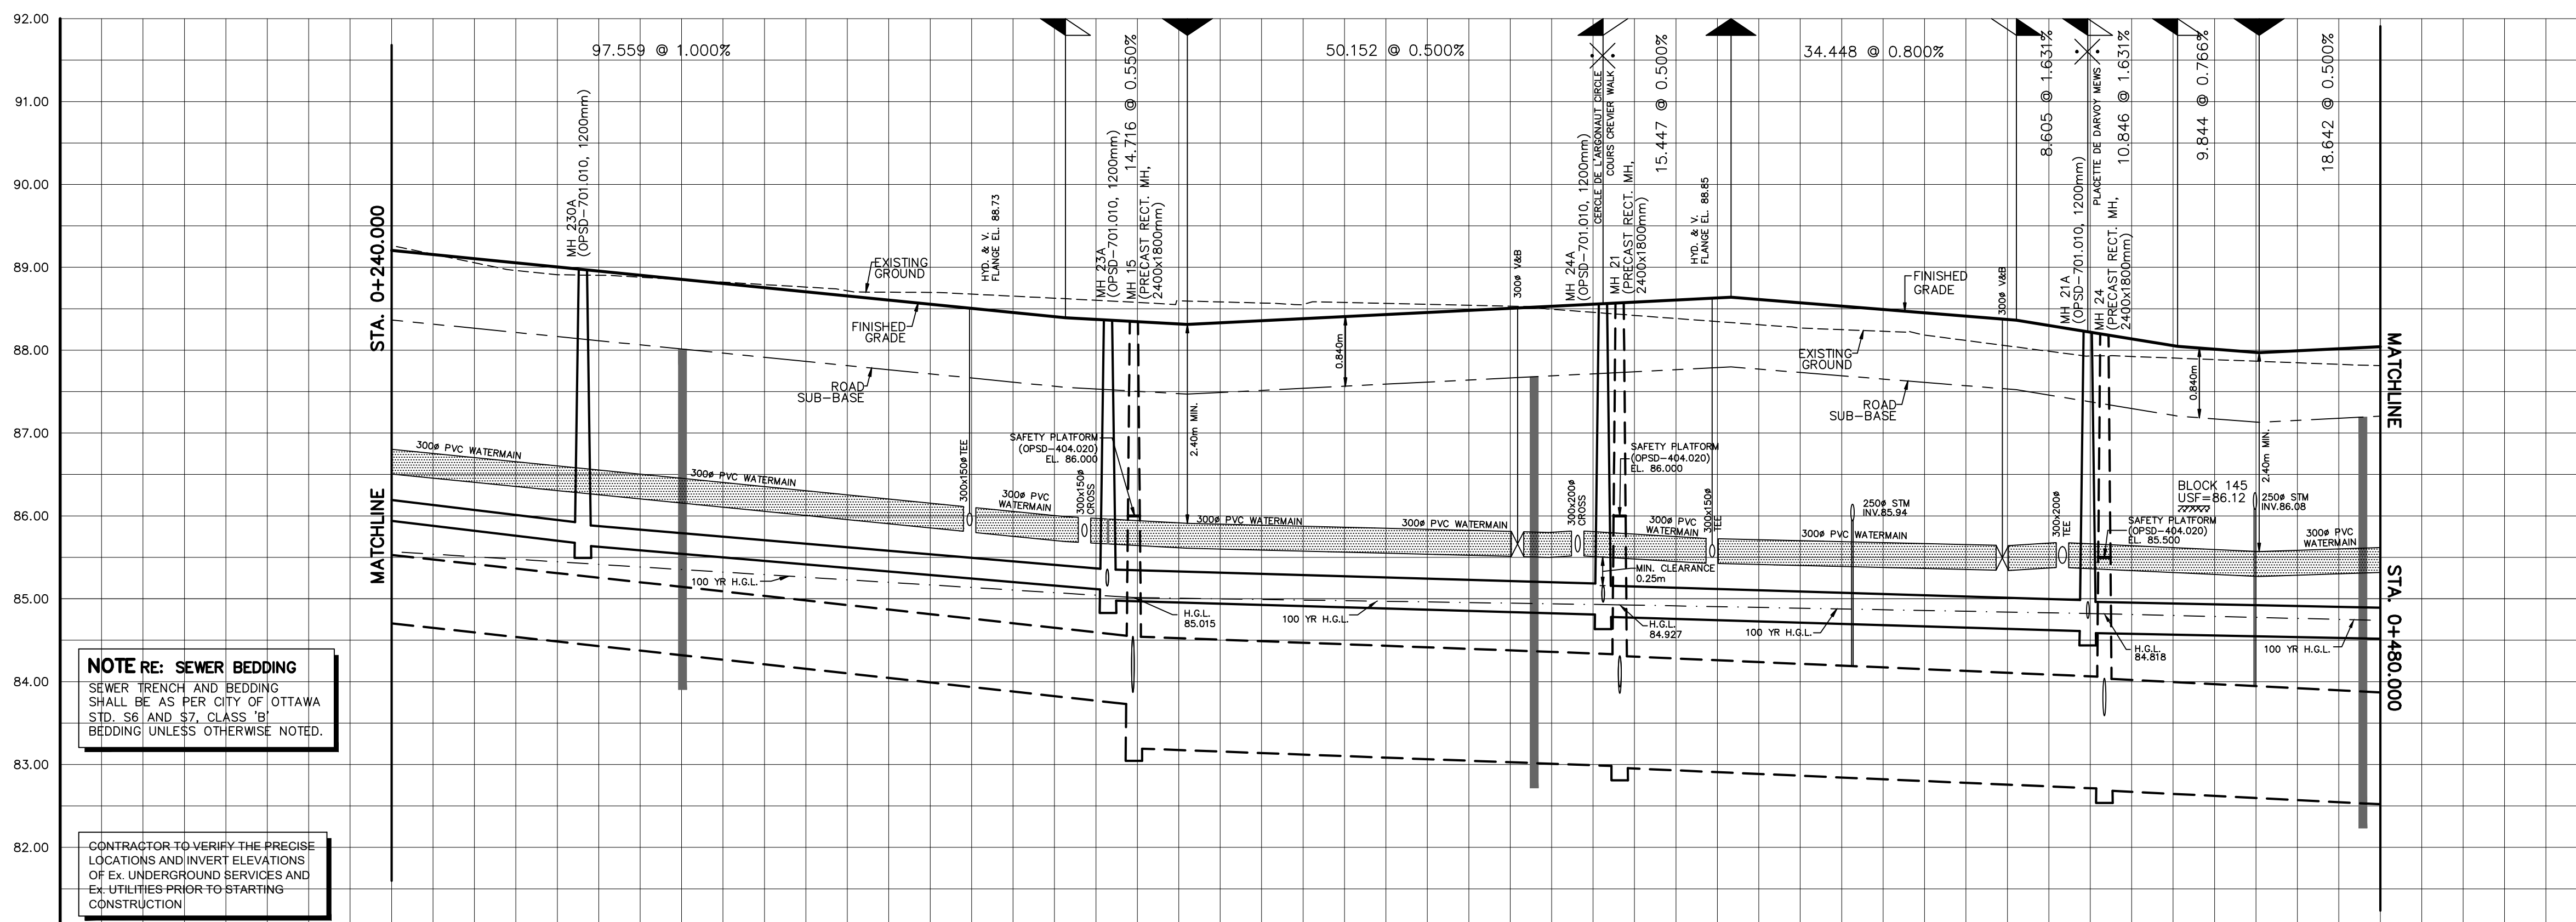 92.00
91.00
90.00
89.00
88.00
87.00
86.00
85.00
84.00
83.00
82.00
97.559 @ 1.000%
14.716 @ 0.550%
50.152 @ 0.500%
15.447 @ 0.500%
34.448 @ 0.800%
8.605 @ 1.631%
10.846 @ 1.631%
9.844 @ 0.766%
18.642 @ 0.500%
STA. 0+240.000
MATCHLINE
MH 230A
(OPSD-701.010, 1200mm)
EXISTING
GROUND
FINISHED
GRADE
ROAD
SUB-BASE
HYD. & V.
FLANGE EL. 88.73
MH 23A
(OPSD-701.010, 1200mm)
MH 15
(PRECAST RECT. MH,
2400x1800mm)
300ø V&B
MH 24A
(OPSD-701.010, 1200mm)
CERCLE DE L'ARGONAUT CIRCLE
COURS CREVIER WALK
MH 21
(PRECAST RECT. MH,
2400x1800mm)
HYD. & V.
FLANGE EL. 88.85
FINISHED
GRADE
EXISTING
GROUND
ROAD
SUB-BASE
300ø V&B
MH 21A
(OPSD-701.010, 1200mm)
PLACETTE DE DARVOY MEWS
MH 24
(PRECAST RECT. MH,
2400x1800mm)
0.840m
2.40m MIN.
0.840m
2.40m MIN.
MATCHLINE
STA. 0+480.000
300ø PVC WATERMAIN
300ø PVC WATERMAIN
300x150ø TEE
300ø PVC
WATERMAIN
300x150ø
CROSS
SAFETY PLATFORM
(OPSD-404.020)
EL. 86.000
300ø PVC WATERMAIN
300ø PVC WATERMAIN
300x200ø
CROSS
SAFETY PLATFORM
(OPSD-404.020)
EL. 86.000
300ø PVC
WATERMAIN
300x150ø
TEE
MIN. CLEARANCE
0.25m
300ø PVC WATERMAIN
250ø STM
INV.85.94
300x200ø
TEE
SAFETY PLATFORM
(OPSD-404.020)
EL. 85.500
BLOCK 145
USF=86.12
250ø STM
INV.86.08
300ø PVC
WATERMAIN
100 YR H.G.L.
H.G.L.
85.015
100 YR H.G.L.
H.G.L.
84.927
100 YR H.G.L.
H.G.L.
84.818
100 YR H.G.L.
NOTE RE: SEWER BEDDING
SEWER TRENCH AND BEDDING
SHALL BE AS PER CITY OF OTTAWA
STD. S6 AND S7, CLASS 'B'
BEDDING UNLESS OTHERWISE NOTED.
CONTRACTOR TO VERIFY THE PRECISE
LOCATIONS AND INVERT ELEVATIONS
OF Ex. UNDERGROUND SERVICES AND
Ex. UTILITIES PRIOR TO STARTING
CONSTRUCTION